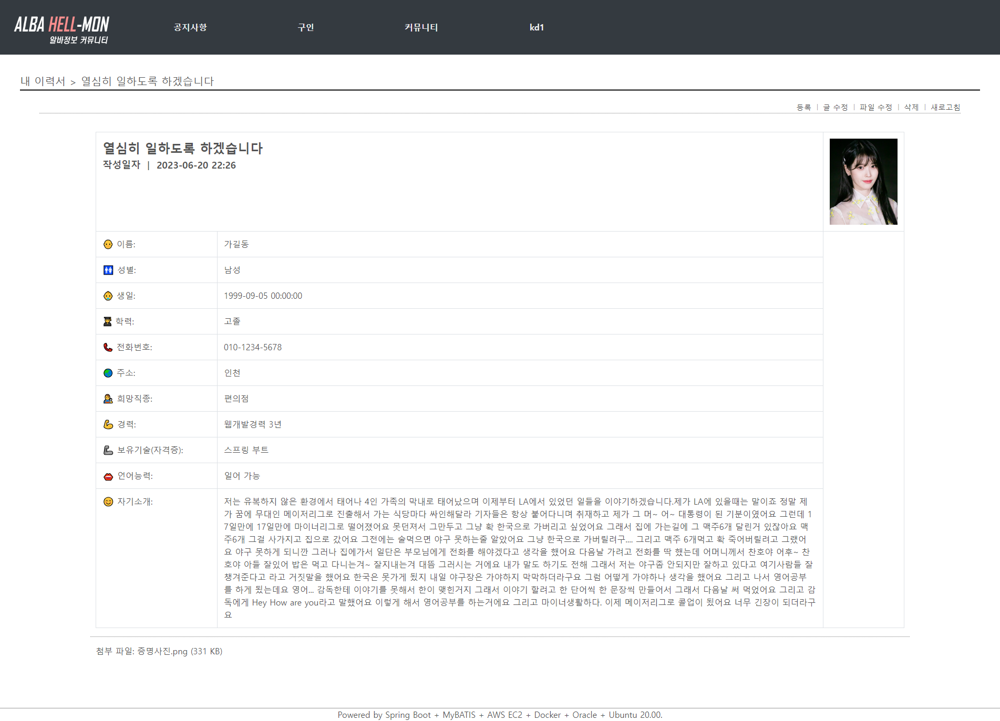 ALBA HELL-MON
알바정보 커뮤니티
공지사항 구인 커뮤니티 kd1
내 이력서 > 열심히 일하도록 하겠습니다
등록 | 글 수정 | 파일 수정 | 삭제 | 새로고침
열심히 일하도록 하겠습니다
작성일자 | 2023-06-20 22:26
이름: 가길동
성별: 남성
생일: 1999-09-05 00:00:00
학력: 고졸
전화번호: 010-1234-5678
주소: 인천
희망직종: 편의점
경력: 웹개발경력 3년
보유기술(자격증): 스프링 부트
언어능력: 일어 가능
자기소개: 저는 유복하지 않은 환경에서 태어나 4인 가족의 막내로 태어났으며 이제부터 LA에서 있었던 일들을 이야기하겠습니다.제가 LA에 있을때는 말이죠 정말 제
가 꿈에 무대인 메이저리그로 진출해서 가는 식당마다 싸인해달라 기자들은 항상 붙어다니며 취재하고 제가 그 머~ 어~ 대통령이 된 기분이였어요 그런데 1
7일만에 17일만에 마이너리그로 떨어졌어요 못던져서 그만두고 그냥 확 한국으로 가버리고 싶었어요 그래서 집에 가는길에 그 맥주6개 달린거 있잖아요 맥
주6개 그걸 사가지고 집으로 갔어요 그전에는 술먹으면 야구 못하는줄 알았어요 그냥 한국으로 가버릴려구.... 그리고 맥주 6개먹고 확 죽어버릴려고 그랬어
요 야구 못하게 되니깐 그러나 집에가서 일단은 부모님에게 전화를 해야겠다고 생각을 했어요 다음날 가려고 전화를 딱 했는데 어머니께서 찬호야 어후~ 찬
호야 아들 잘있어 밥은 먹고 다니는겨~ 잘지내는겨 대뜸 그러시는 거에요 내가 말도 하기도 전해 그래서 저는 야구좀 안되지만 잘하고 있다고 여기사람들 잘
챙겨준다고 라고 거짓말을 했어요 한국은 못가게 됬지 내일 야구장은 가야하지 막막하더라구요 그럼 어떻게 가야하나 생각을 했어요 그리고 나서 영어공부
를 하게 됬는데요 영어... 감독한테 이야기를 못해서 한이 맺힌거지 그래서 이야기 할려고 한 단어씩 한 문장씩 만들어서 그래서 다음날 써 먹었어요 그리고 감
독에게 Hey How are you라고 말했어요 이렇게 해서 영어공부를 하는거에요 그리고 마이너생활하다. 이제 메이저리그로 콜업이 됬어요 너무 긴장이 되더라구
요
첨부 파일: 증명사진.png (331 KB)
Powered by Spring Boot + MyBATIS + AWS EC2 + Docker + Oracle + Ubuntu 20.00.